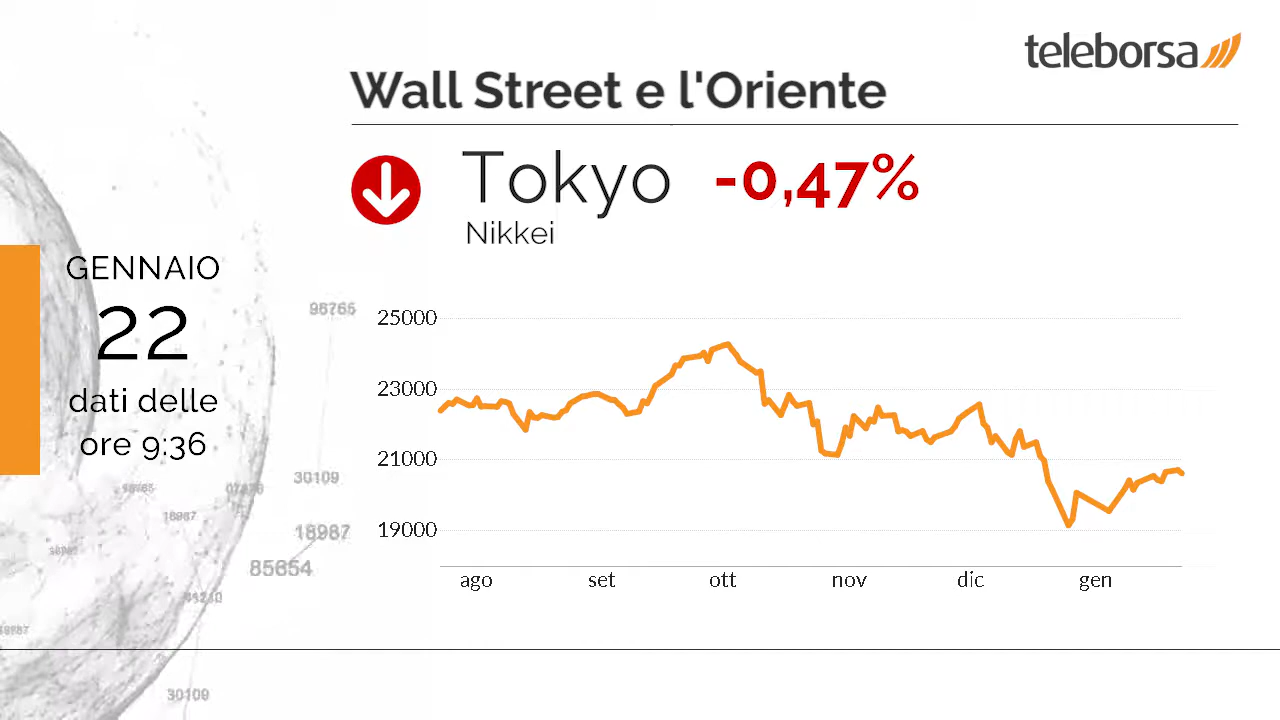 teleborsa
Wall Street e l'Oriente
Tokyo -0,47%
Nikkei
GENNAIO
22
dati delle
ore 9:36
25000
23000
21000
19000
ago set ott nov dic gen
96765
30109
18987
85654
30109